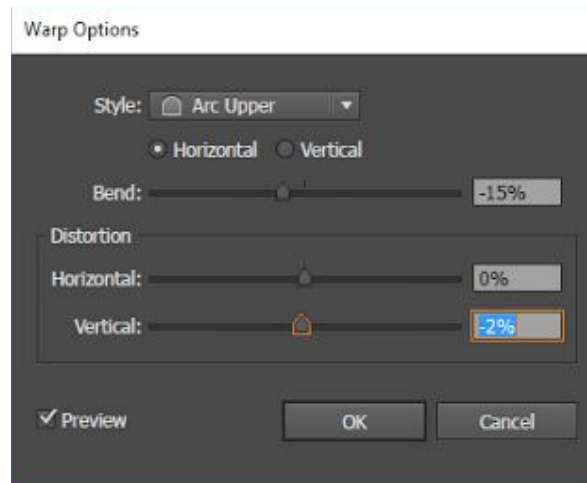 Warp Options
Style: Arc Upper
Horizontal Vertical
Bend: -15%
Distortion
Horizontal: 0%
Vertical: -2%
Preview OK Cancel